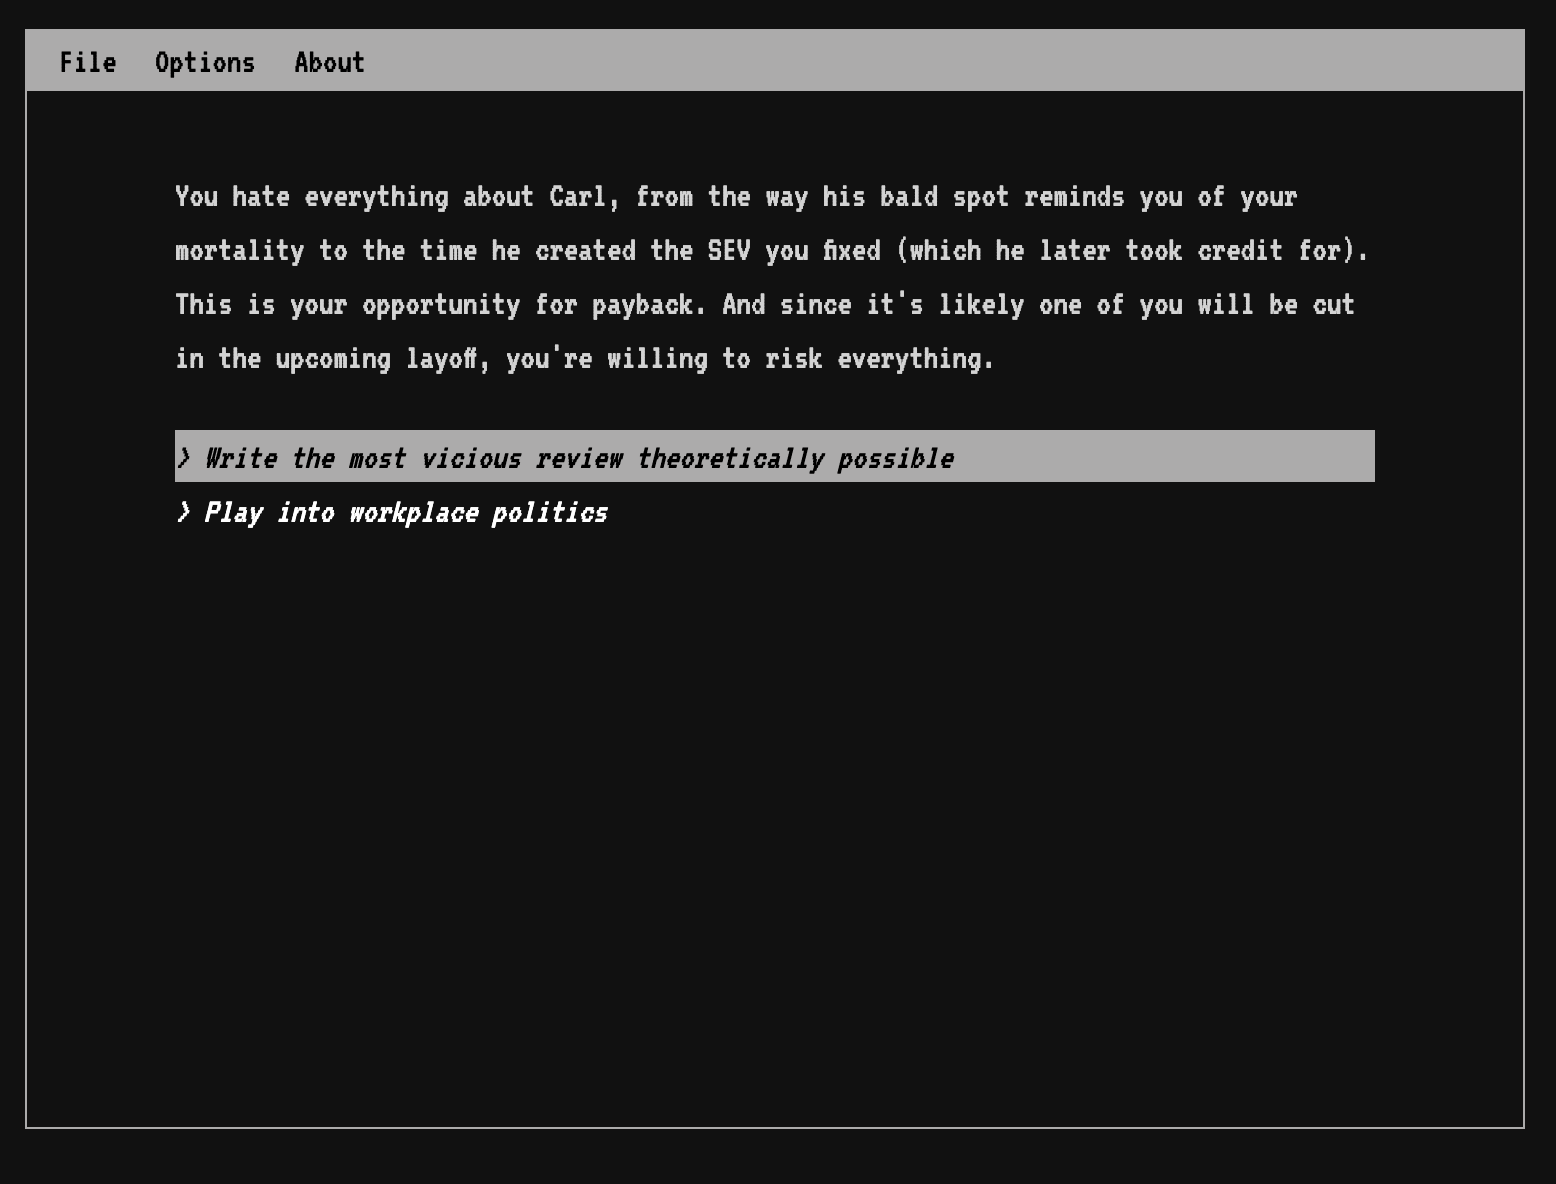 File Options About
You hate everything about Carl, from the way his bald spot reminds you of your
mortality to the time he created the SEV you fixed (which he later took credit for).
This is your opportunity for payback. And since it's likely one of you will be cut
in the upcoming layoff, you're willing to risk everything.
> Write the most vicious review theoretically possible
> Play into workplace politics